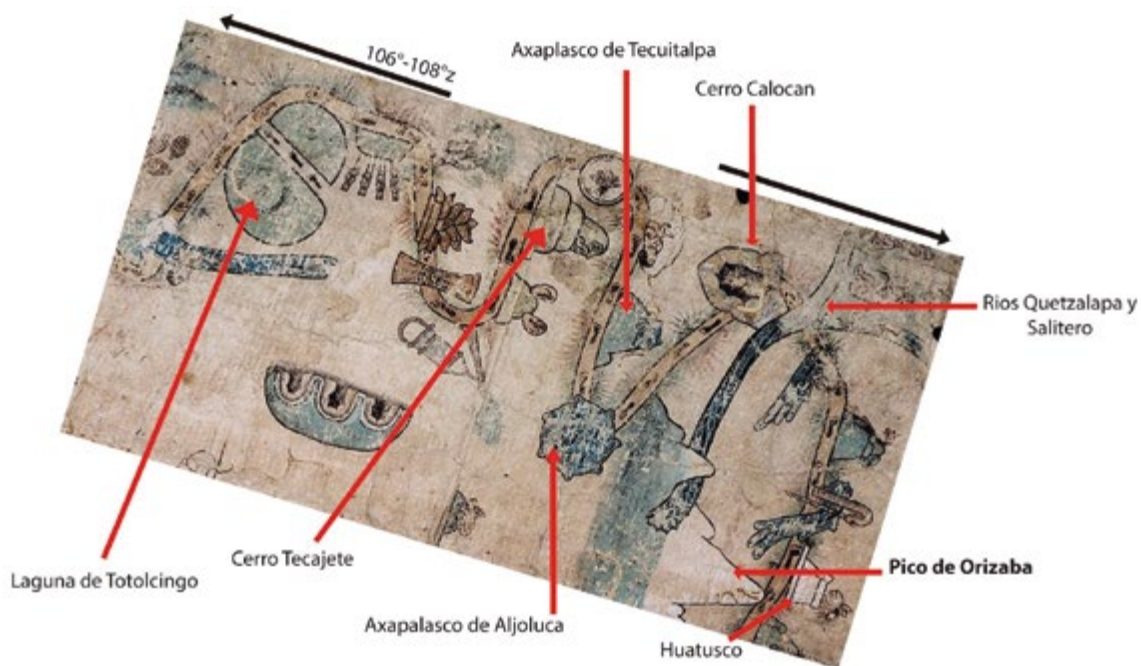 106°-108°z
Axaplasco de Tecuitalpa
Cerro Calocan
Rios Quetzalapa y
Salitero
Laguna de Totolcingo
Cerro Tecajete
Axapalasco de Aljoluca
Pico de Orizaba
Huatusco